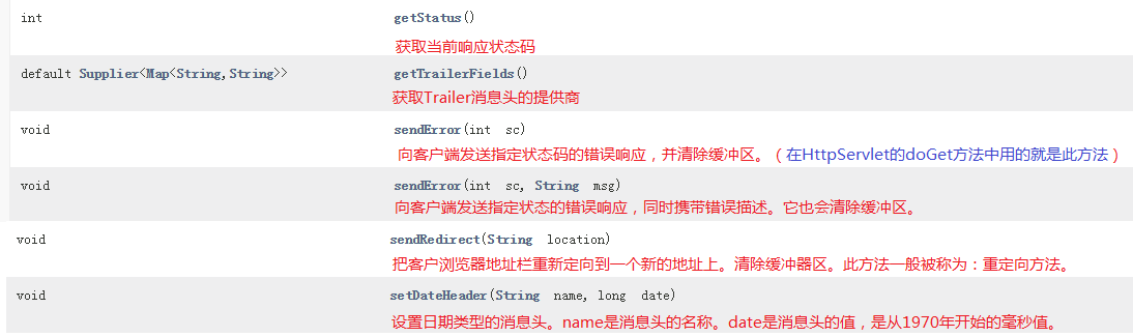 int getStatus()
获取当前响应状态码
default Supplier<Map<String,String>> getTrailerFields()
获取Trailer消息头的提供商
void sendError(int sc)
向客户端发送指定状态码的错误响应，并清除缓冲区。（在HttpServlet的doGet方法中用的就是此方法）
void sendError(int sc, String msg)
向客户端发送指定状态的错误响应，同时携带错误描述。它也会清除缓冲区。
void sendRedirect(String location)
把客户浏览器地址栏重新定向到一个新的地址上。清除缓冲器区。此方法一般被称为：重定向方法。
void setDateHeader(String name, long date)
设置日期类型的消息头。name是消息头的名称。date是消息头的值，是从1970年开始的毫秒值。